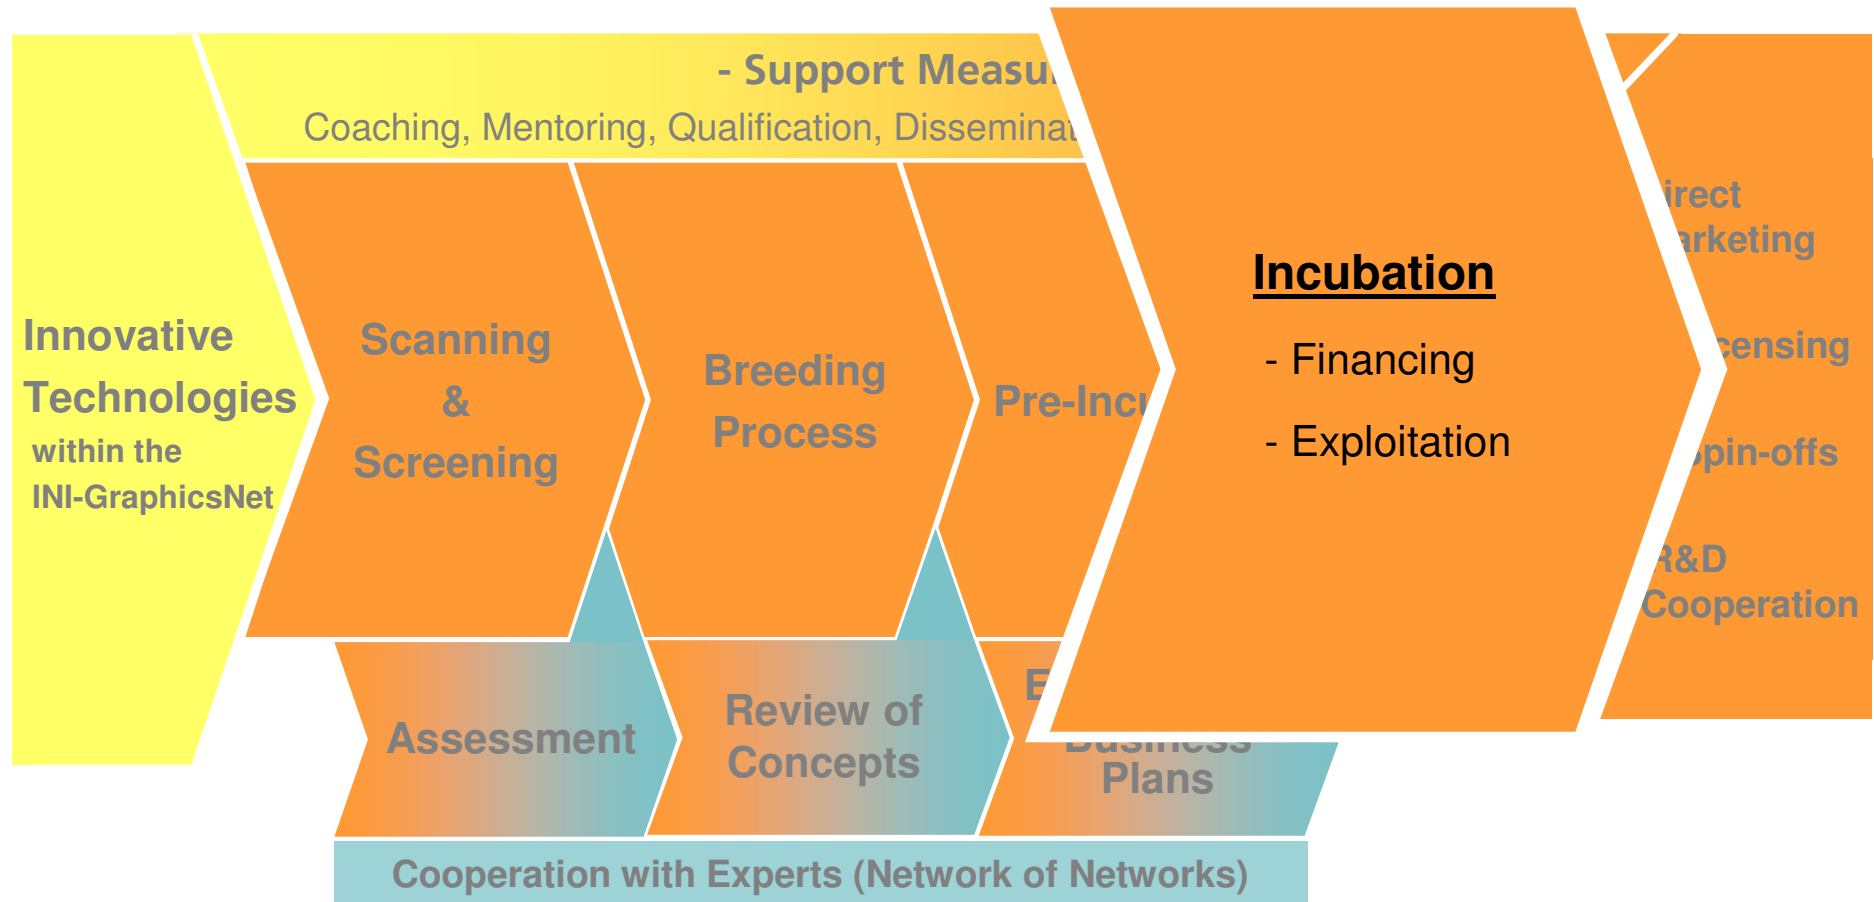 - Support Measu
Coaching, Mentoring, Qualification, Disseminat
Innovative
Technologies
within the
INI-GraphicsNet
Scanning
&
Screening
Breeding
Process
Pre-Incu
Incubation
- Financing
- Exploitation
irect
arketing
censing
pin-offs
R&D
Cooperation
Assessment
Review of
Concepts
E
Business
Plans
Cooperation with Experts (Network of Networks)